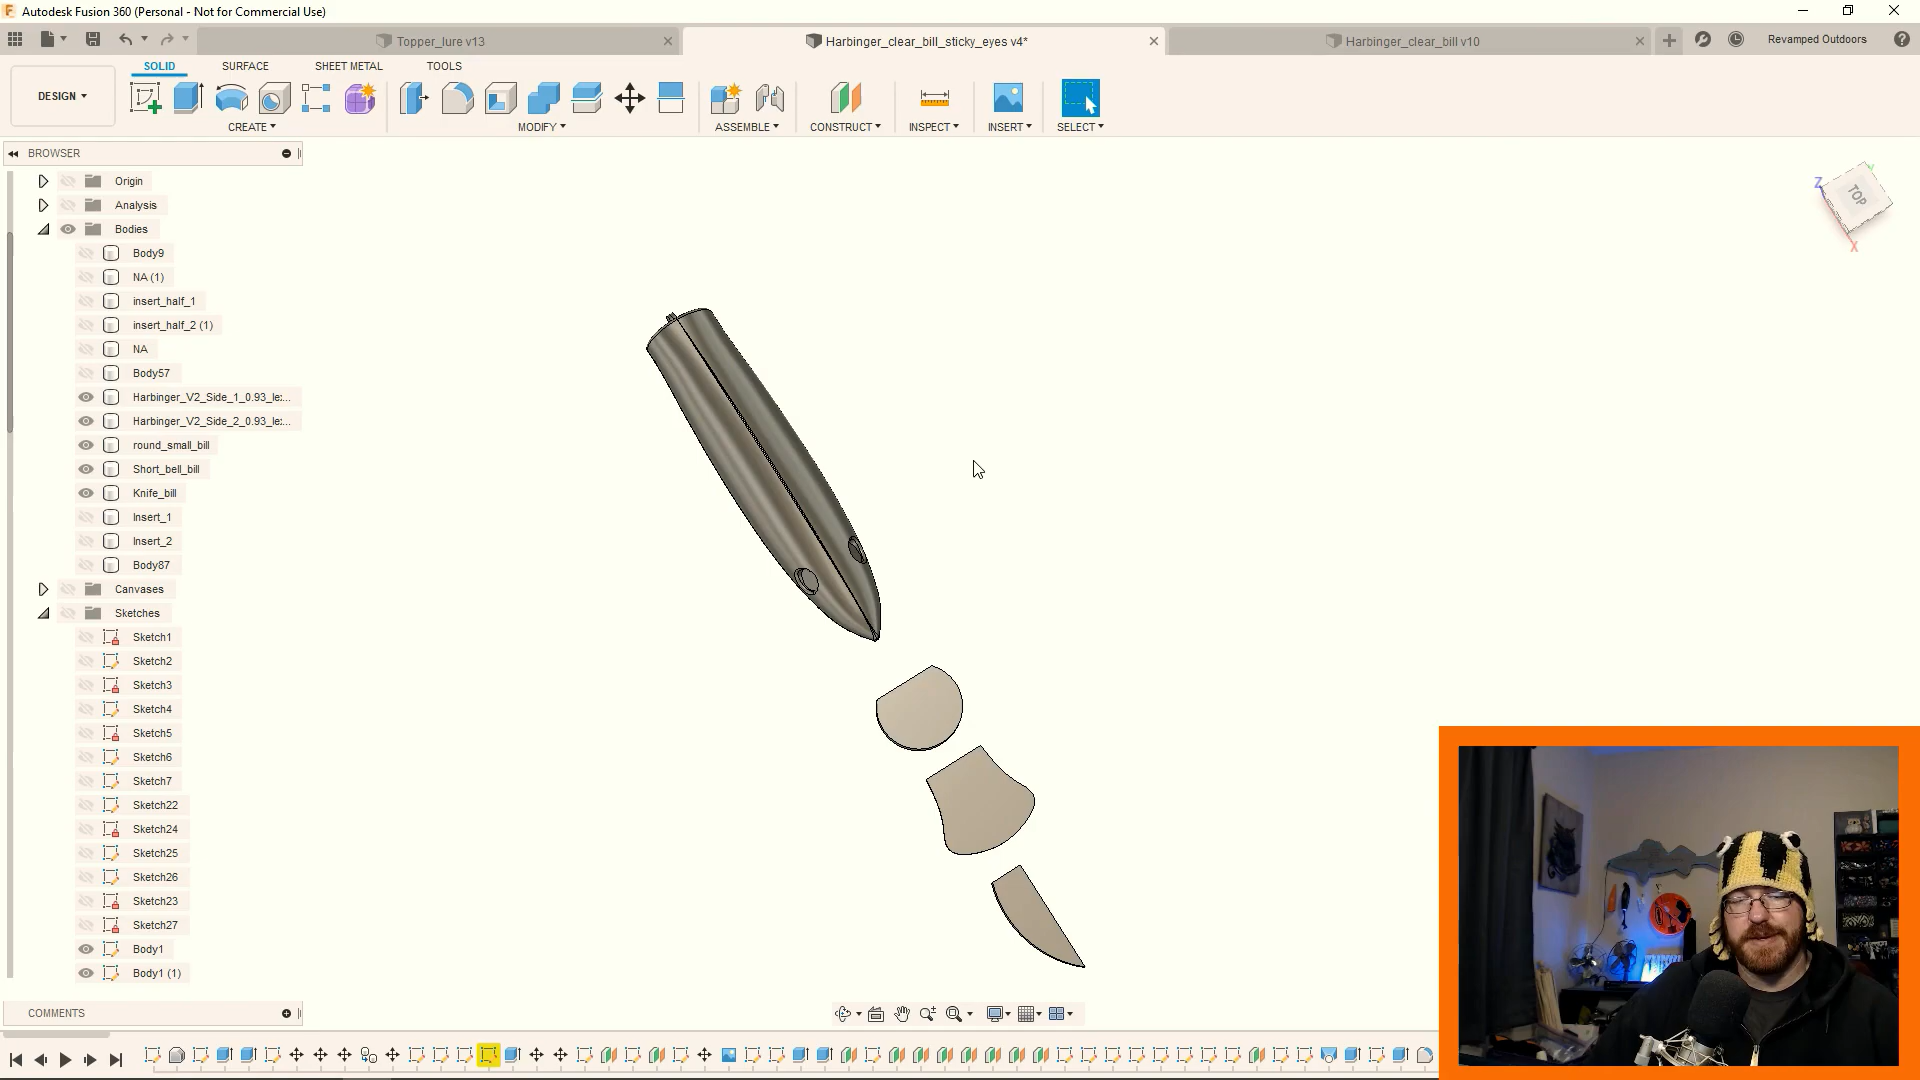 Autodesk Fusion 360 (Personal - Not for Commercial Use)
Topper_lure v13
Harbinger_clear_bill_sticky_eyes v4*
Harbinger_clear_bill v10
Revamped Outdoors
SOLID
SURFACE
SHEET METAL
TOOLS
DESIGN
CREATE
MODIFY
ASSEMBLE
CONSTRUCT
INSPECT
INSERT
SELECT
BROWSER
Origin
Analysis
Bodies
Body9
NA (1)
insert_half_1
insert_half_2 (1)
NA
Body57
Harbinger_V2_Side_1_0.93_le:...
Harbinger_V2_Side_2_0.93_le:...
round_small_bill
Short_bell_bill
Knife_bill
Insert_1
Insert_2
Body87
Canvases
Sketches
Sketch1
Sketch2
Sketch3
Sketch4
Sketch5
Sketch6
Sketch7
Sketch22
Sketch24
Sketch25
Sketch26
Sketch23
Sketch27
Body1
Body1 (1)
COMMENTS
Z
Y
TOP
X